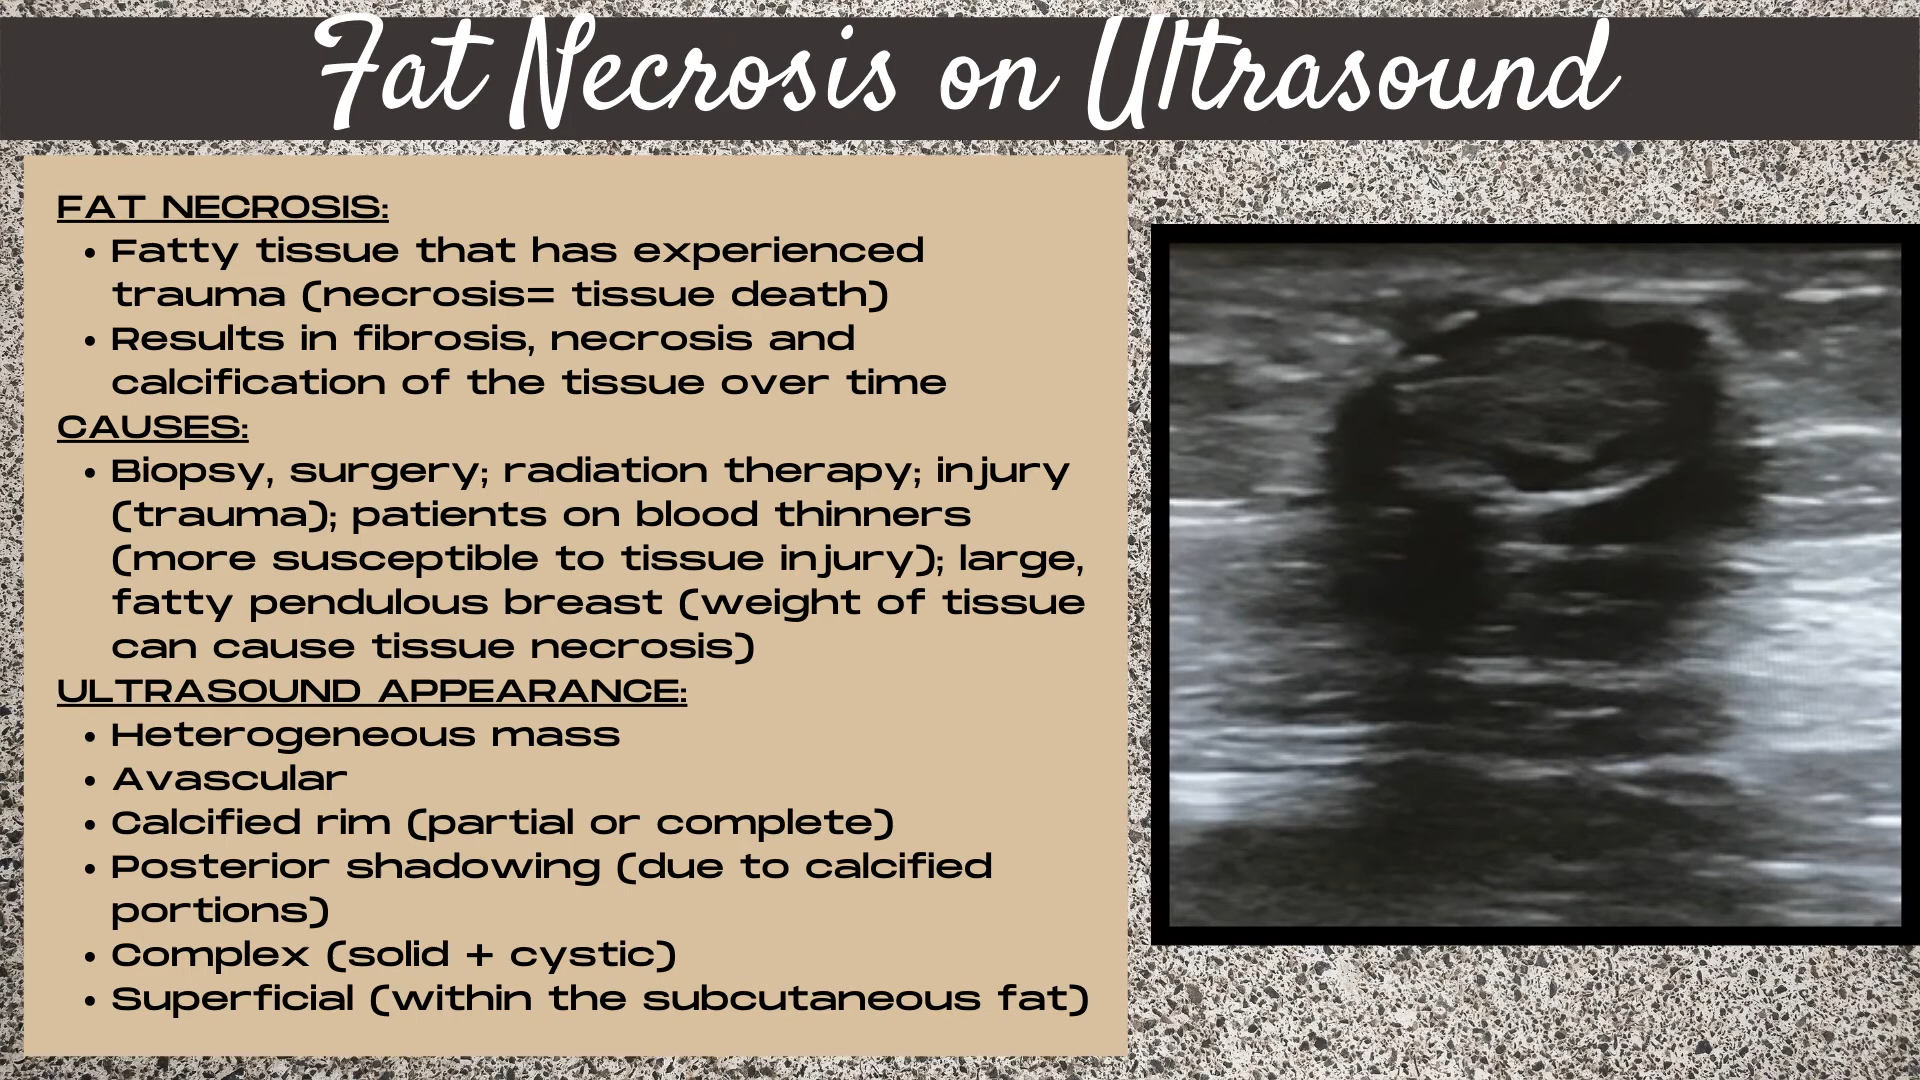 Fat Necrosis on Ultrasound
FAT NECROSIS:
• Fatty tissue that has experienced
trauma (necrosis= tissue death)
• Results in fibrosis, necrosis and
calcification of the tissue over time
CAUSES:
• Biopsy, surgery; radiation therapy; injury
(trauma); patients on blood thinners
(more susceptible to tissue injury); large,
fatty pendulous breast (weight of tissue
can cause tissue necrosis)
ULTRASOUND APPEARANCE:
• Heterogeneous mass
• Avascular
• Calcified rim (partial or complete)
• Posterior shadowing (due to calcified
portions)
• Complex (solid + cystic)
• Superficial (within the subcutaneous fat)